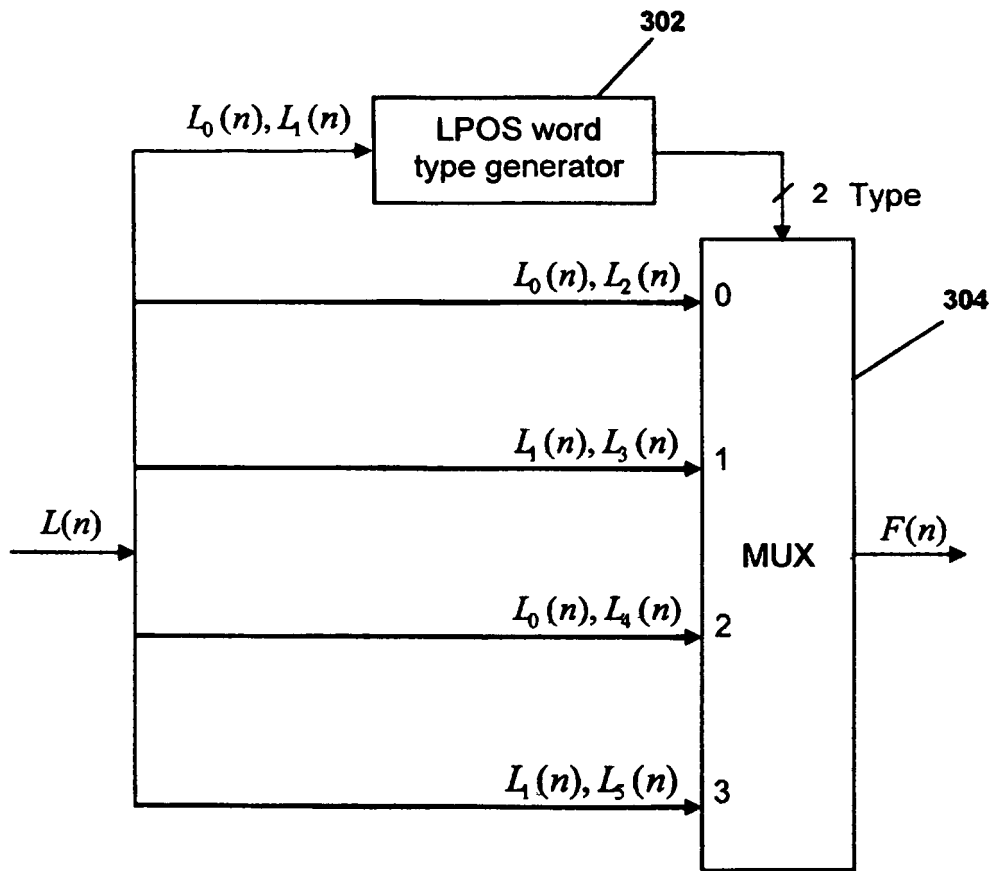 302
L₀(n), L₁(n)
LPOS word
type generator
2 Type
L₀(n), L₂(n)
0
304
L₁(n), L₃(n)
1
L(n)
MUX
F(n)
L₀(n), L₄(n)
2
L₁(n), L₅(n)
3